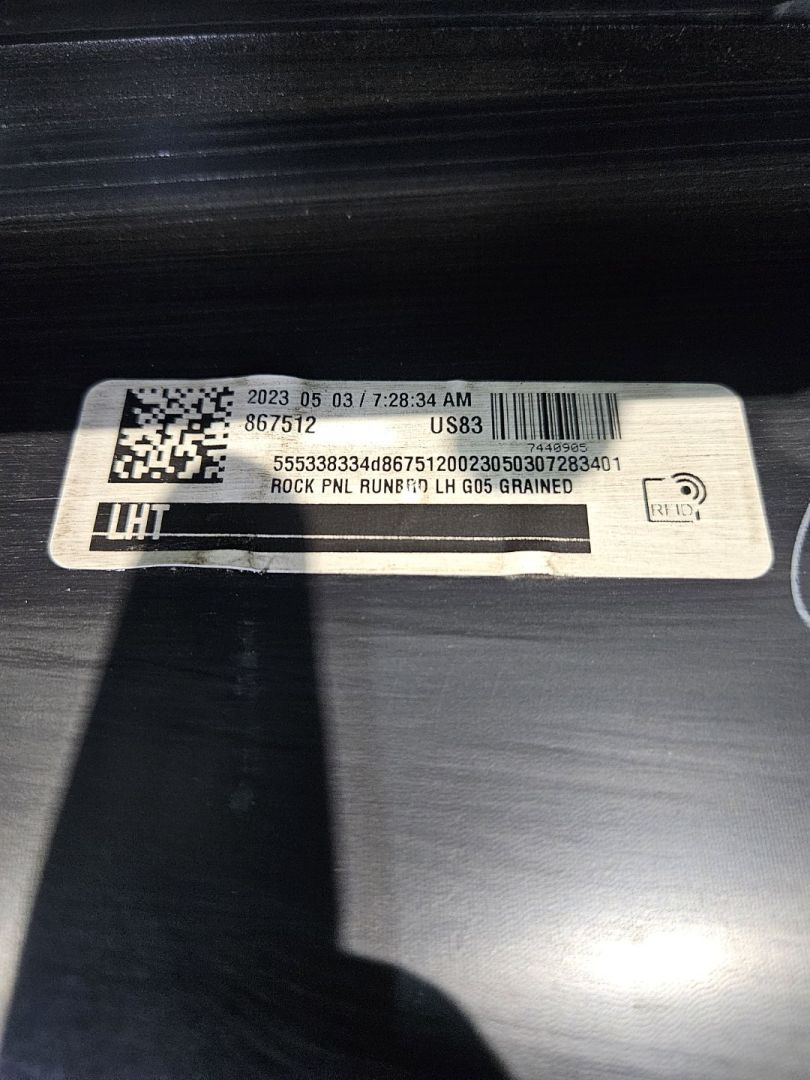 2023 05 03 / 7:28:34 AM
867512 US83
7440905
555338334d8675120023050307283401
ROCK PNL RUNBRD LH G05 GRAINED
RFID
LHT